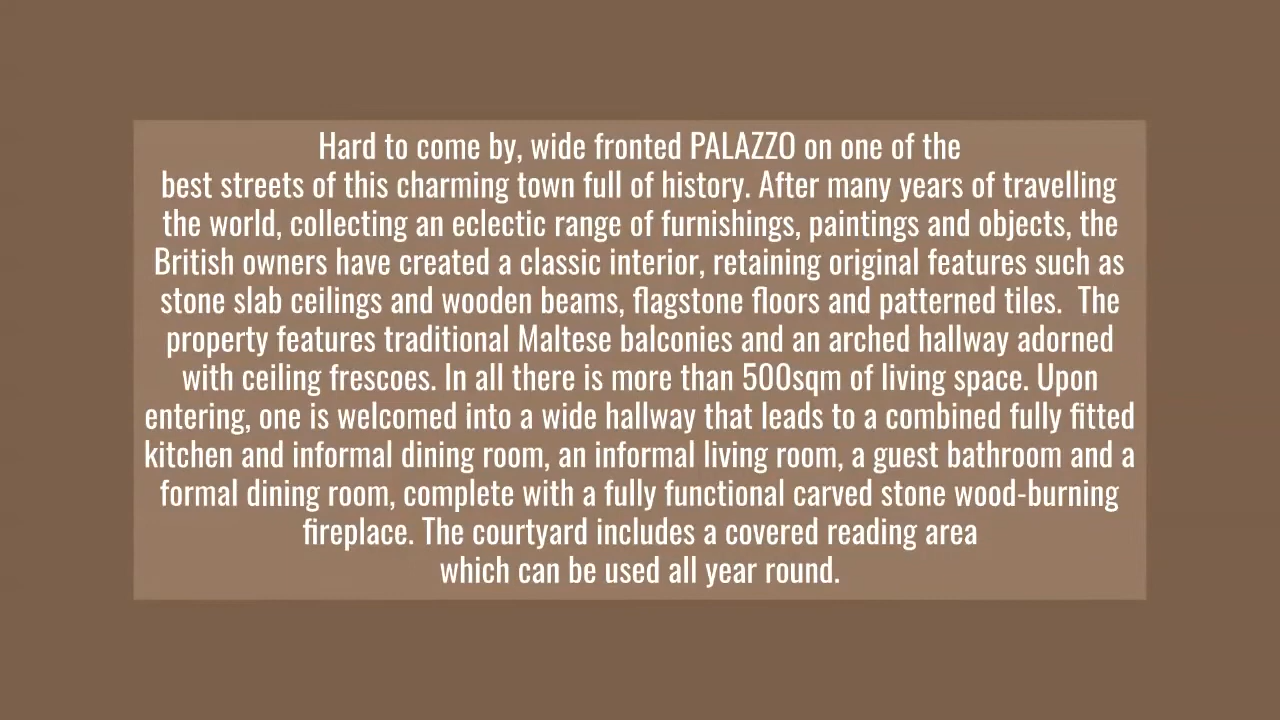 Hard to come by, wide fronted PALAZZO on one of the
best streets of this charming town full of history. After many years of travelling
the world, collecting an eclectic range of furnishings, paintings and objects, the
British owners have created a classic interior, retaining original features such as
stone slab ceilings and wooden beams, flagstone floors and patterned tiles.  The
property features traditional Maltese balconies and an arched hallway adorned
with ceiling frescoes. In all there is more than 500sqm of living space. Upon
entering, one is welcomed into a wide hallway that leads to a combined fully fitted
kitchen and informal dining room, an informal living room, a guest bathroom and a
formal dining room, complete with a fully functional carved stone wood-burning
fireplace. The courtyard includes a covered reading area
which can be used all year round.